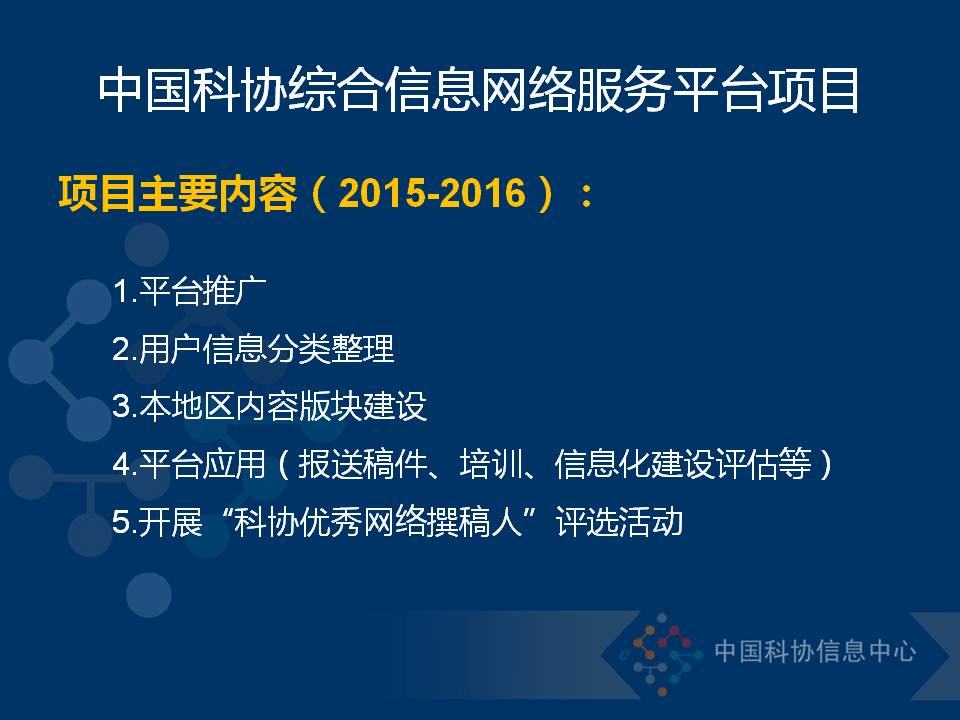 中国科协综合信息网络服务平台项目
项目主要内容（2015-2016）：
1.平台推广
2.用户信息分类整理
3.本地区内容版块建设
4.平台应用（报送稿件、培训、信息化建设评估等）
5.开展“科协优秀网络撰稿人”评选活动
中国科协信息中心